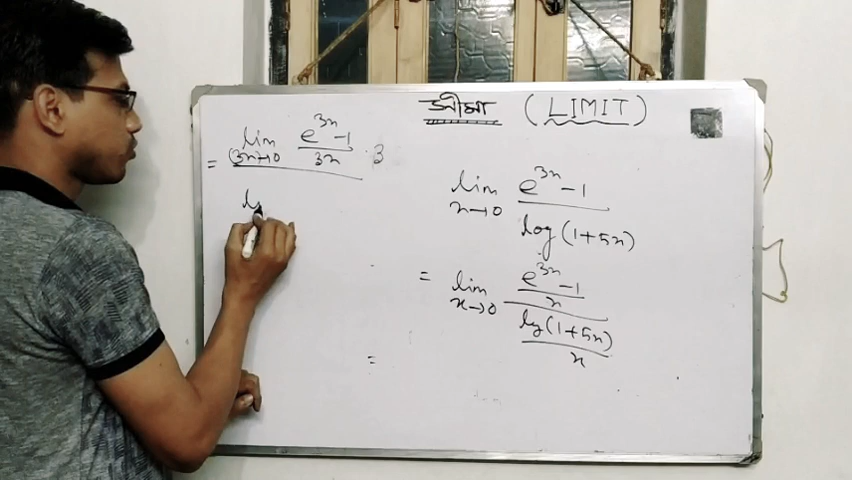 সীমা (LIMIT)
lim e^3x -1
x→0 log(1+5x)
= lim e^3x -1
x
x→0 log(1+5x)
x
= lim e^3x -1 · 3
(3x→0 3x
li
=